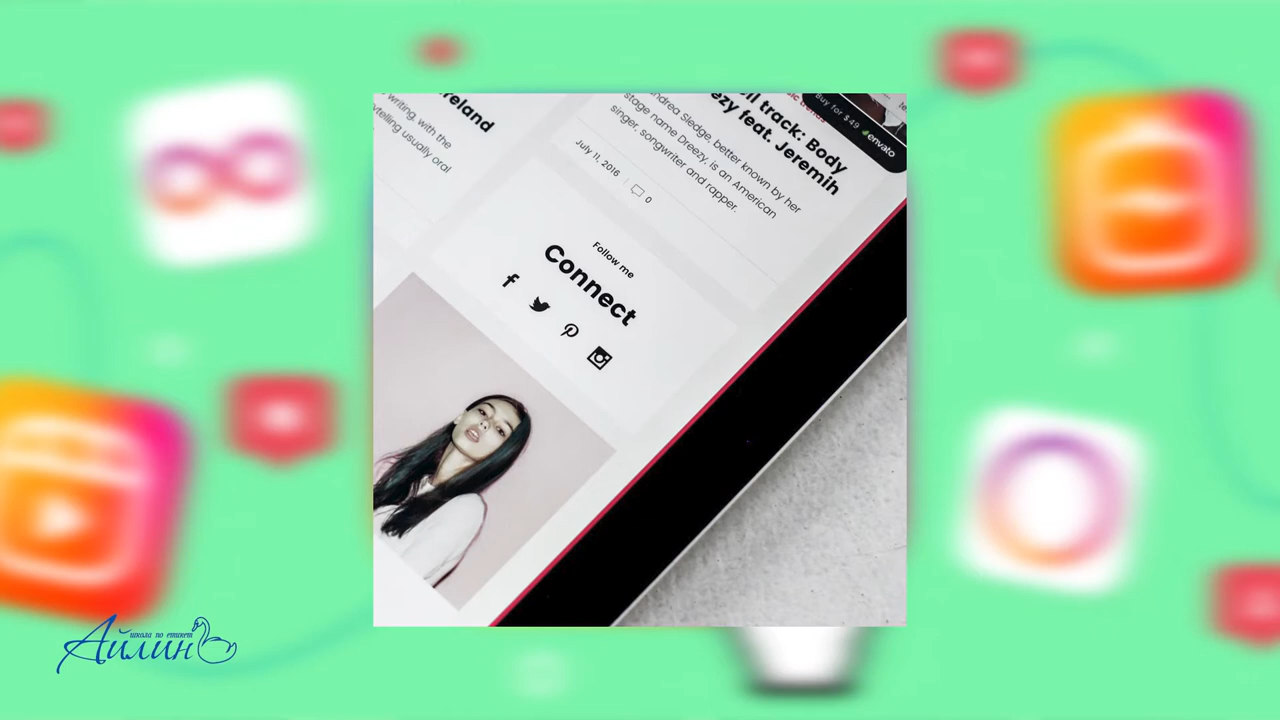 reland
writing, with the
ytelling usually oral
il track: Body
ezy feat. Jeremih
ndrea Sledge, better known by her
stage name Dreezy, is an American
singer, songwriter and rapper.
July 11, 2016
0
Buy for $49
envato
Follow me
Connect
Айлин
школа по етикет